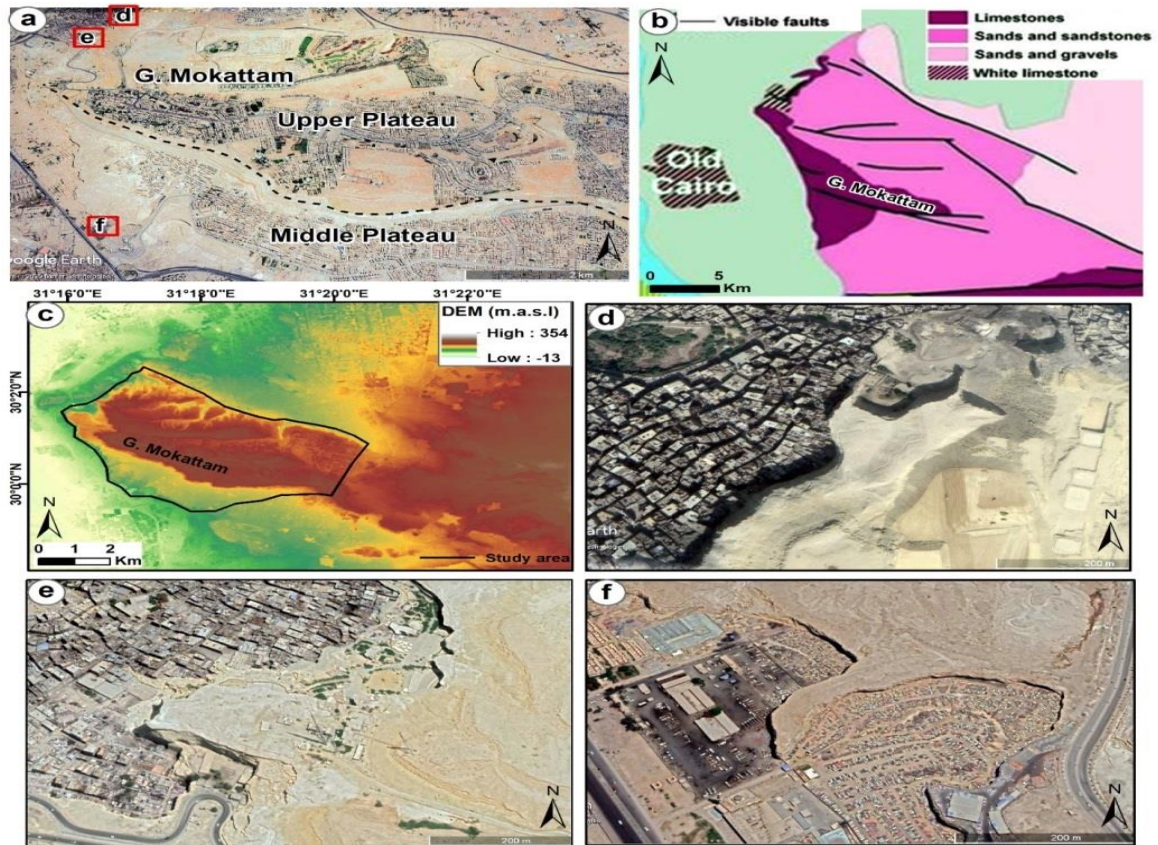 a
d
e
G. Mokattam
Upper Plateau
f
Middle Plateau
oogle Earth
2 km
N
b
Visible faults
Limestones
Sands and sandstones
Sands and gravels
White limestone
N
Old
Cairo
G. Mokattam
0 5
Km
31°16'0"E 31°18'0"E 31°20'0"E 31°22'0"E
c
DEM (m.a.s.l)
High : 354
Low : -13
30°2'0"N
30°0'0"N
G. Mokattam
N
0 1 2
Km
Study area
d
arth
N
200 m
e
N
200 m
f
N
200 m